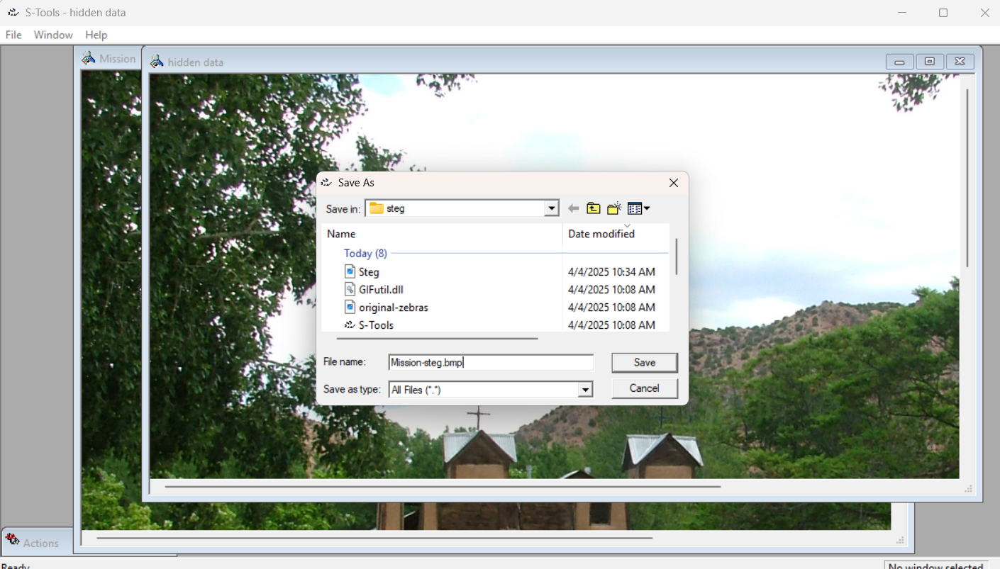 S-Tools - hidden data
File Window Help
Mission
hidden data
Save As
Save in: steg
Name Date modified
Today (8)
Steg 4/4/2025 10:34 AM
GIFutil.dll 4/4/2025 10:08 AM
original-zebras 4/4/2025 10:08 AM
S-Tools 4/4/2025 10:08 AM
File name: Mission-steg.bmp Save
Save as type: All Files (*.*) Cancel
Actions
Ready No window selected